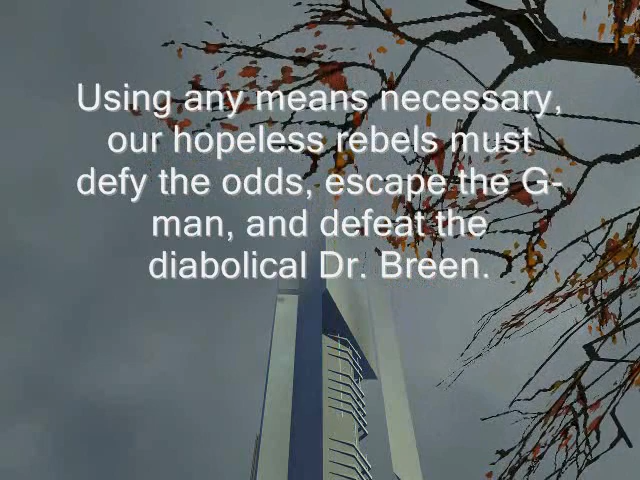 Using any means necessary,
our hopeless rebels must
defy the odds, escape the G-
man, and defeat the
diabolical Dr. Breen.